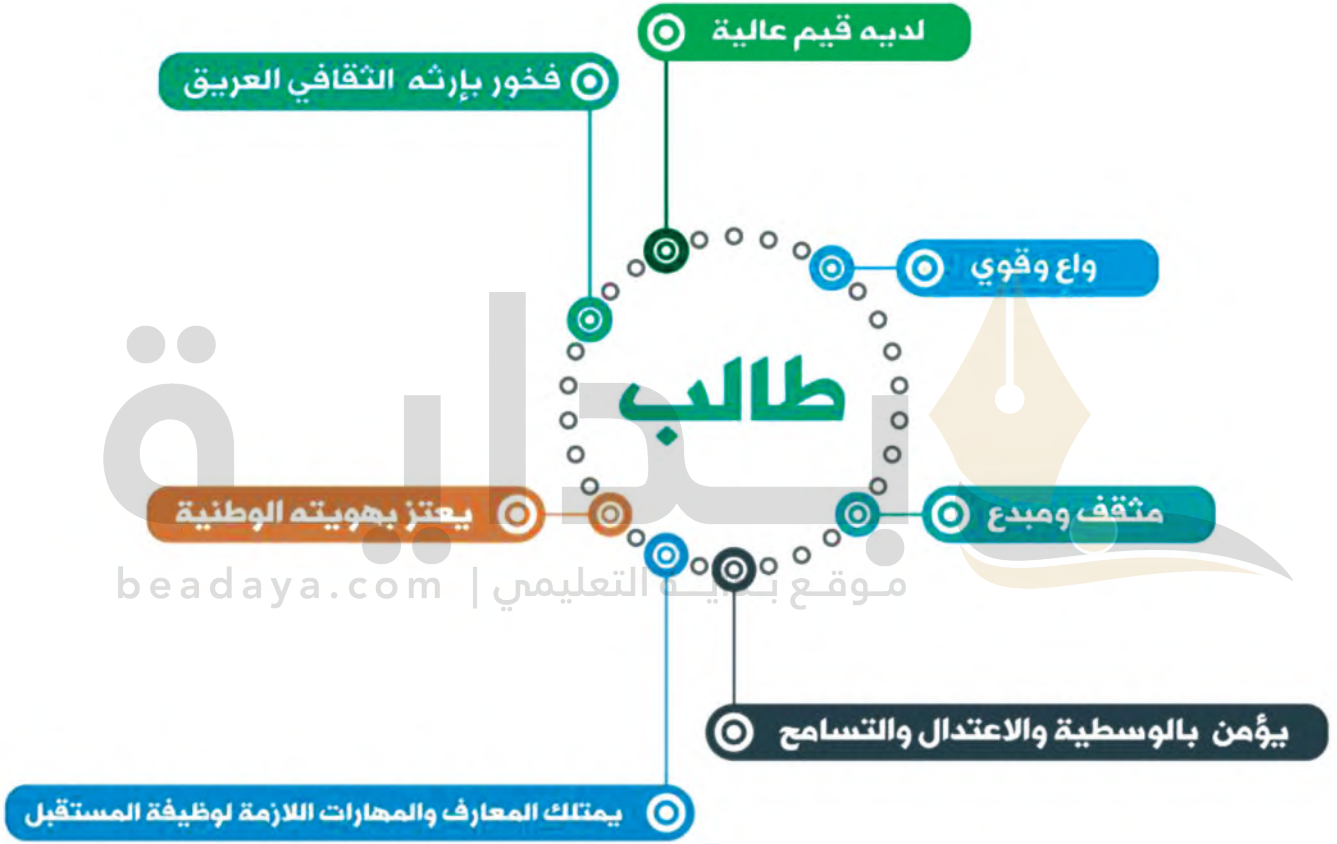 لديه قيم عالية
فخور بإرثه الثقافي العريق
واع وقوي
طالب
بداية
يعتز بهويته الوطنية
مثقف ومبدع
موقع بداية التعليمي | beadaya.com
يؤمن بالوسطية والاعتدال والتسامح
يمتلك المعارف والمهارات اللازمة لوظيفة المستقبل